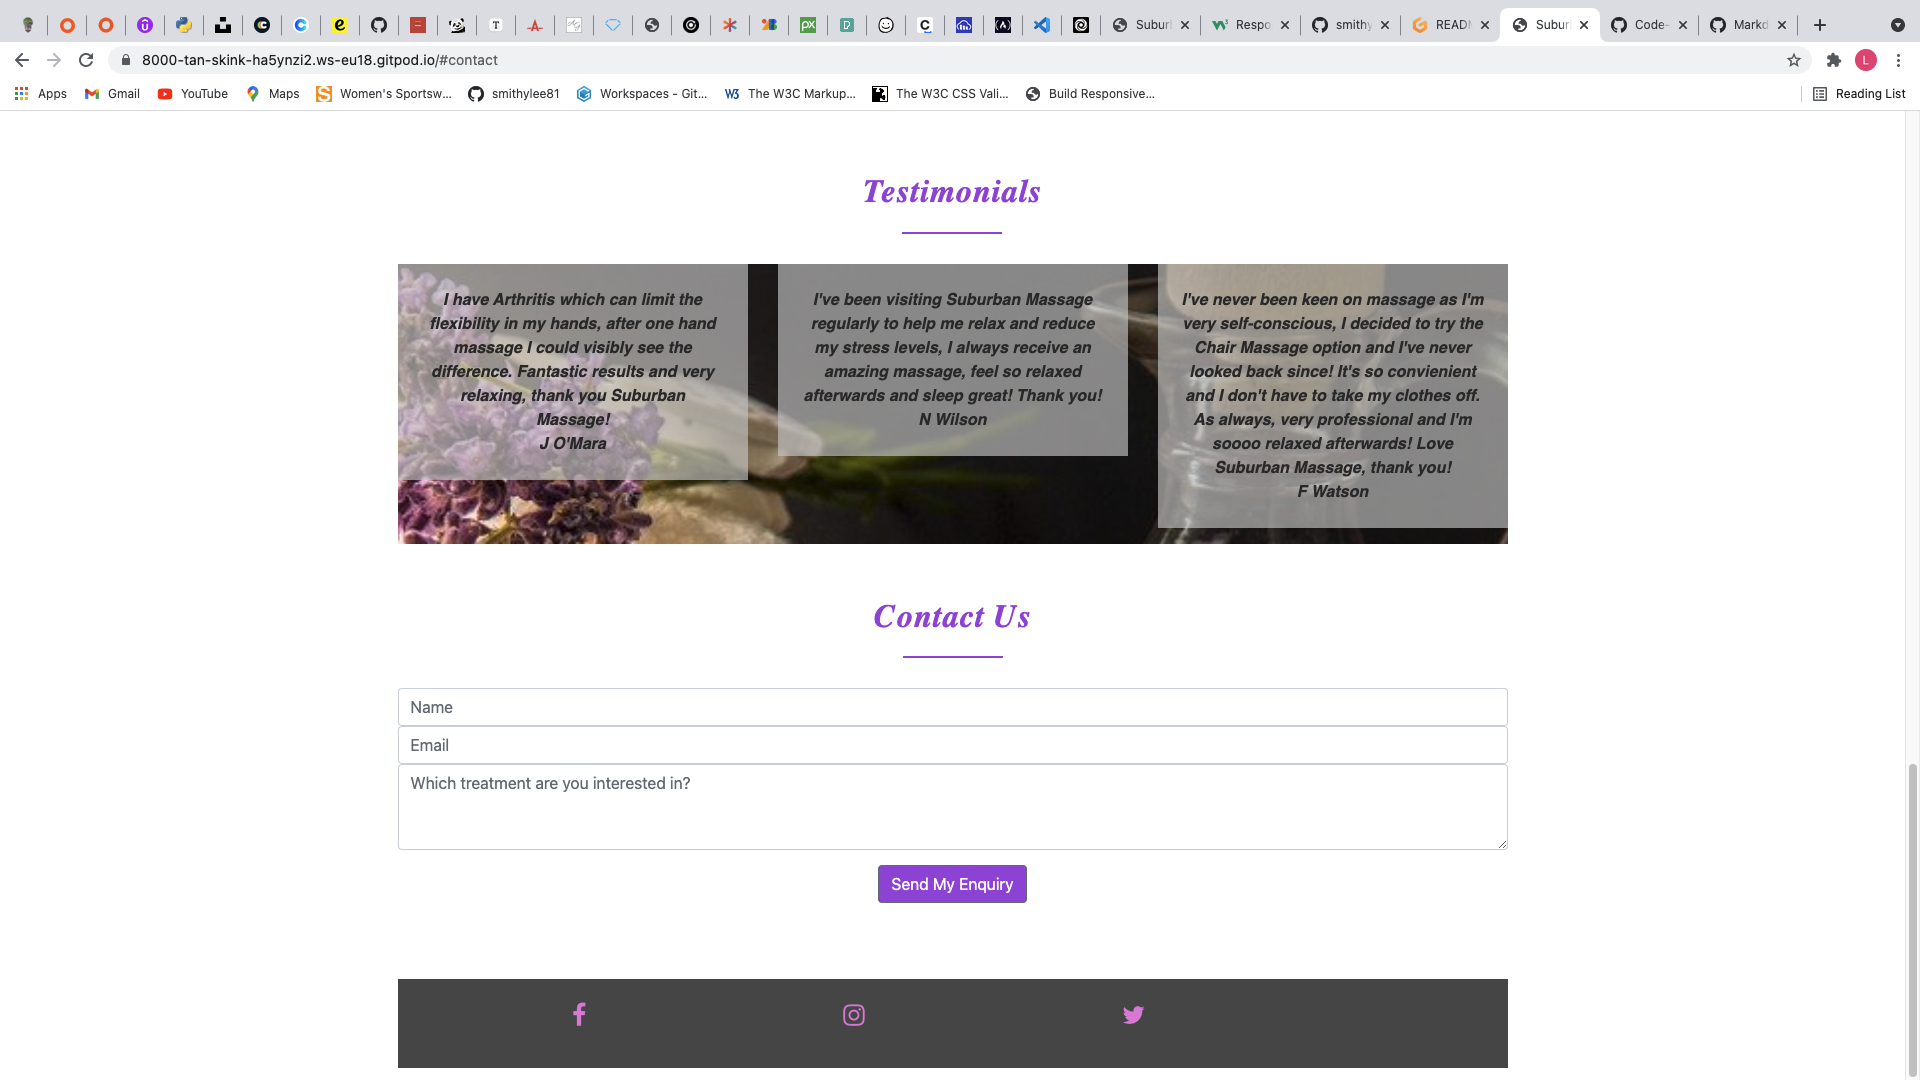 Subur
Respo
smithy
READ
Subur
Code-
Markd
8000-tan-skink-ha5ynzi2.ws-eu18.gitpod.io/#contact
L
Apps
Gmail
YouTube
Maps
Women's Sportsw...
smithylee81
Workspaces - Git...
The W3C Markup...
The W3C CSS Vali...
Build Responsive...
Reading List
Testimonials
I have Arthritis which can limit the
flexibility in my hands, after one hand
massage I could visibly see the
difference. Fantastic results and very
relaxing, thank you Suburban
Massage!
J O'Mara
I've been visiting Suburban Massage
regularly to help me relax and reduce
my stress levels, I always receive an
amazing massage, feel so relaxed
afterwards and sleep great! Thank you!
N Wilson
I've never been keen on massage as I'm
very self-conscious, I decided to try the
Chair Massage option and I've never
looked back since! It's so convienient
and I don't have to take my clothes off.
As always, very professional and I'm
soooo relaxed afterwards! Love
Suburban Massage, thank you!
F Watson
Contact Us
Name
Email
Which treatment are you interested in?
Send My Enquiry